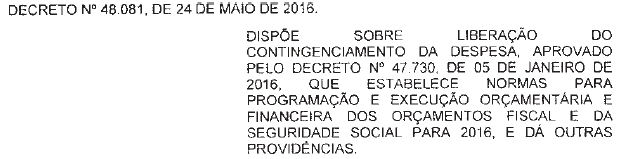 DECRETO Nº 46.081, DE 24 DE MAIO DE 2016.
DISPÕE SOBRE LIBERAÇÃO DO
CONTINGENCIAMENTO DA DESPESA, APROVADO
PELO DECRETO Nº 47.730, DE 05 DE JANEIRO DE
2016, QUE ESTABELECE NORMAS PARA
PROGRAMAÇÃO E EXECUÇÃO ORÇAMENTÁRIA E
FINANCEIRA DOS ORÇAMENTOS FISCAL E DA
SEGURIDADE SOCIAL PARA 2016, E DÁ OUTRAS
PROVIDÊNCIAS.